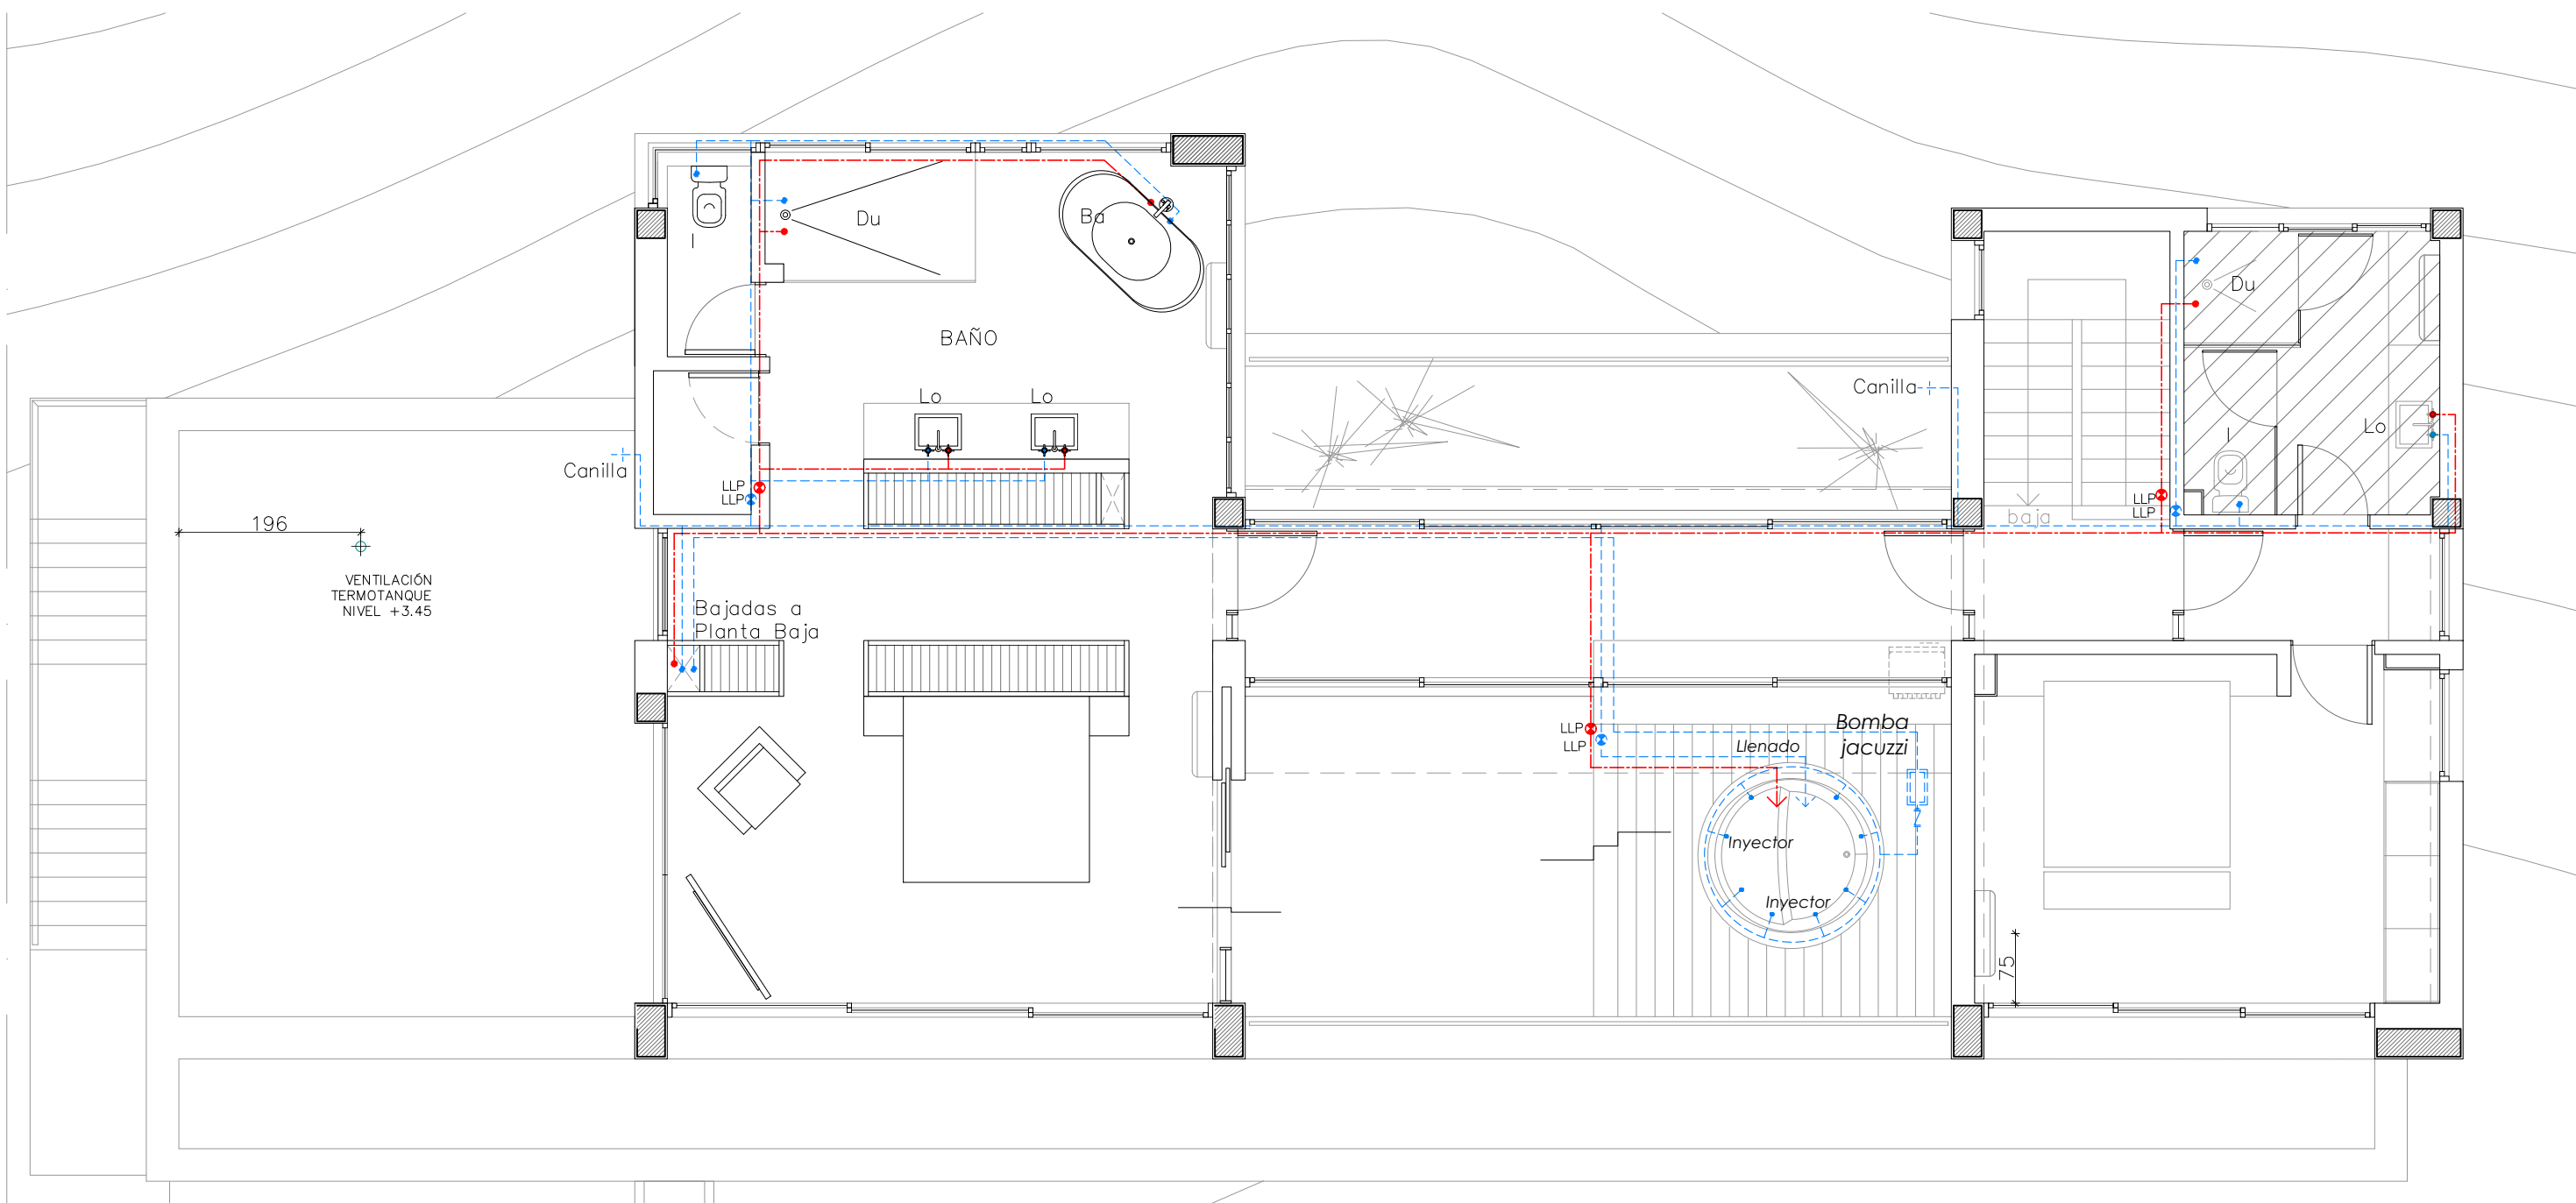 Du
Ba
I
BAÑO
Lo
Lo
Canilla
LLP
LLP
196
VENTILACIÓN
TERMOTANQUE
NIVEL +3.45
Bajadas a
Planta Baja
Canilla
baja
Du
I
Lo
LLP
LLP
LLP
LLP
Llenado
Bomba
jacuzzi
Inyector
Inyector
75